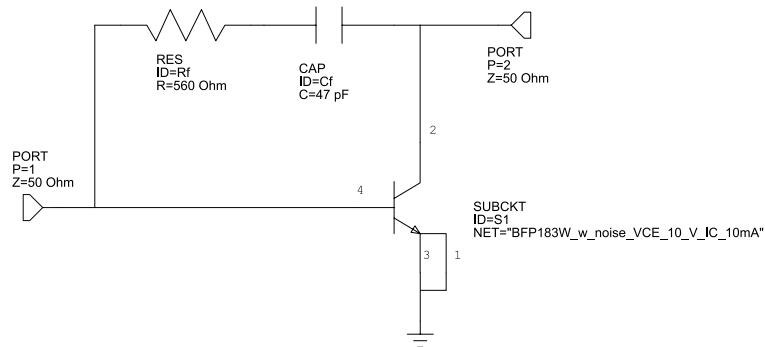 RES
ID=Rf
R=560 Ohm
CAP
ID=Cf
C=47 pF
PORT
P=2
Z=50 Ohm
2
PORT
P=1
Z=50 Ohm
4
SUBCKT
ID=S1
NET="BFP183W_w_noise_VCE_10_V_IC_10mA"
3
1